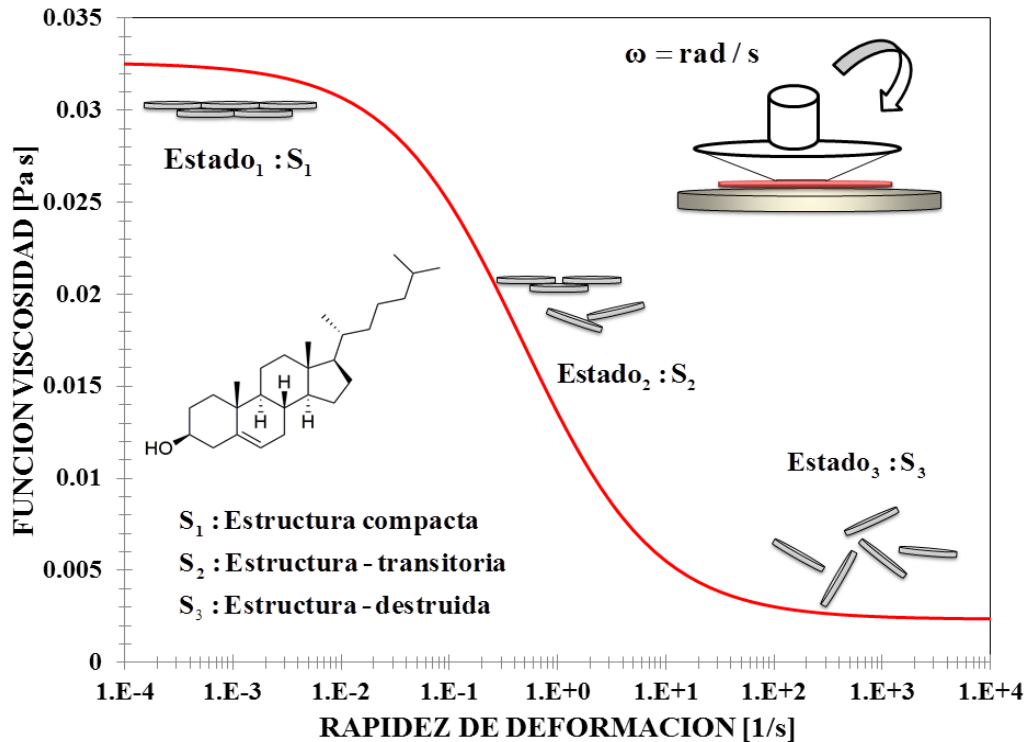 0.035
0.03
0.025
0.02
0.015
0.01
0.005
0
FUNCION VISCOSIDAD [Pa s]
ω = rad / s
Estado₁ : S₁
Estado₂ : S₂
Estado₃ : S₃
H
H
H
HO
S₁ : Estructura compacta
S₂ : Estructura - transitoria
S₃ : Estructura - destruida
1.E-4 1.E-3 1.E-2 1.E-1 1.E+0 1.E+1 1.E+2 1.E+3 1.E+4
RAPIDEZ DE DEFORMACION [1/s]